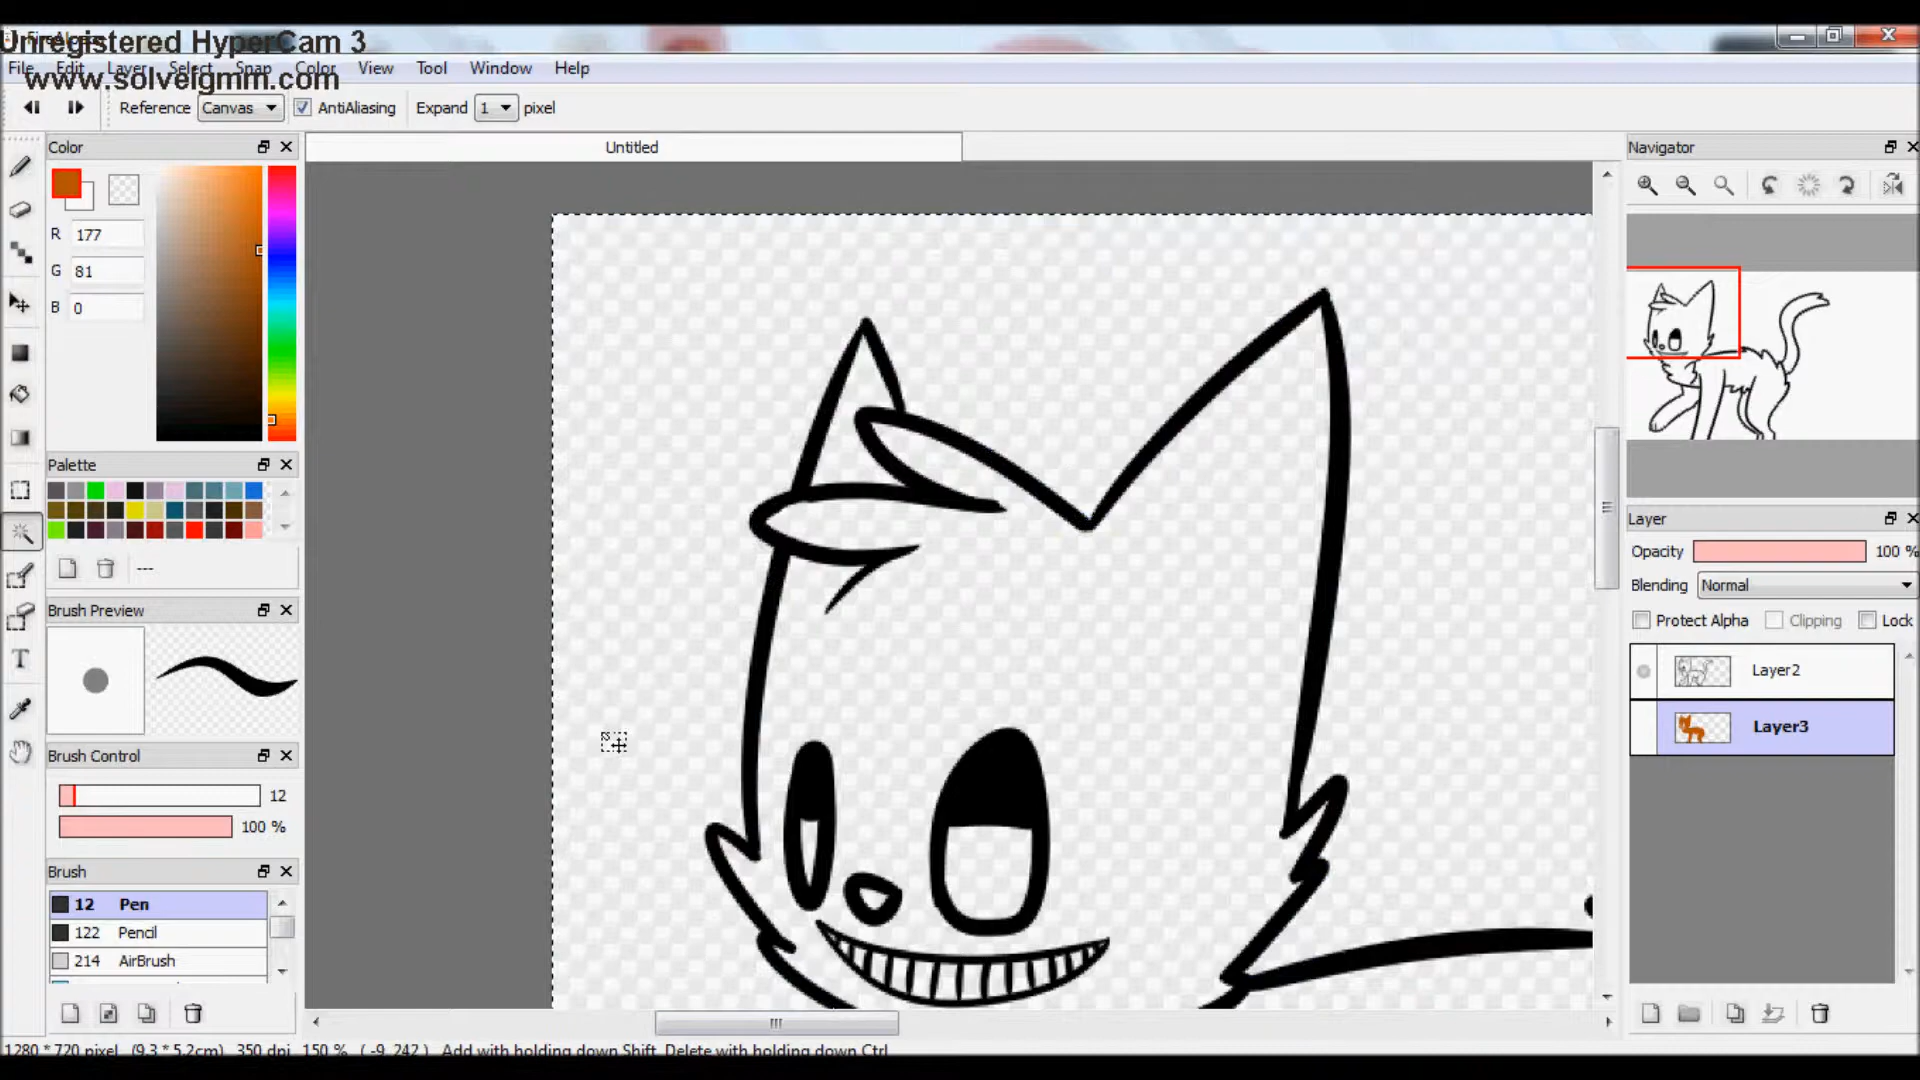 Unregistered HyperCam 3
File Edit Layer Select Snap Color View Tool Window Help
www.solveigmm.com
Reference Canvas AntiAliasing Expand 1 pixel
Color
Untitled
Navigator
R 177
G 81
B 0
Palette
Layer
Opacity 100 %
---
Blending Normal
Brush Preview
Protect Alpha Clipping Lock
Layer2
Layer3
Brush Control
12
100 %
Brush
12 Pen
122 Pencil
214 AirBrush
1280 * 720 pixel (9.3 * 5.2cm) 350 dpi 150 % ( -9, 242 ) Add with holding down Shift, Delete with holding down Ctrl